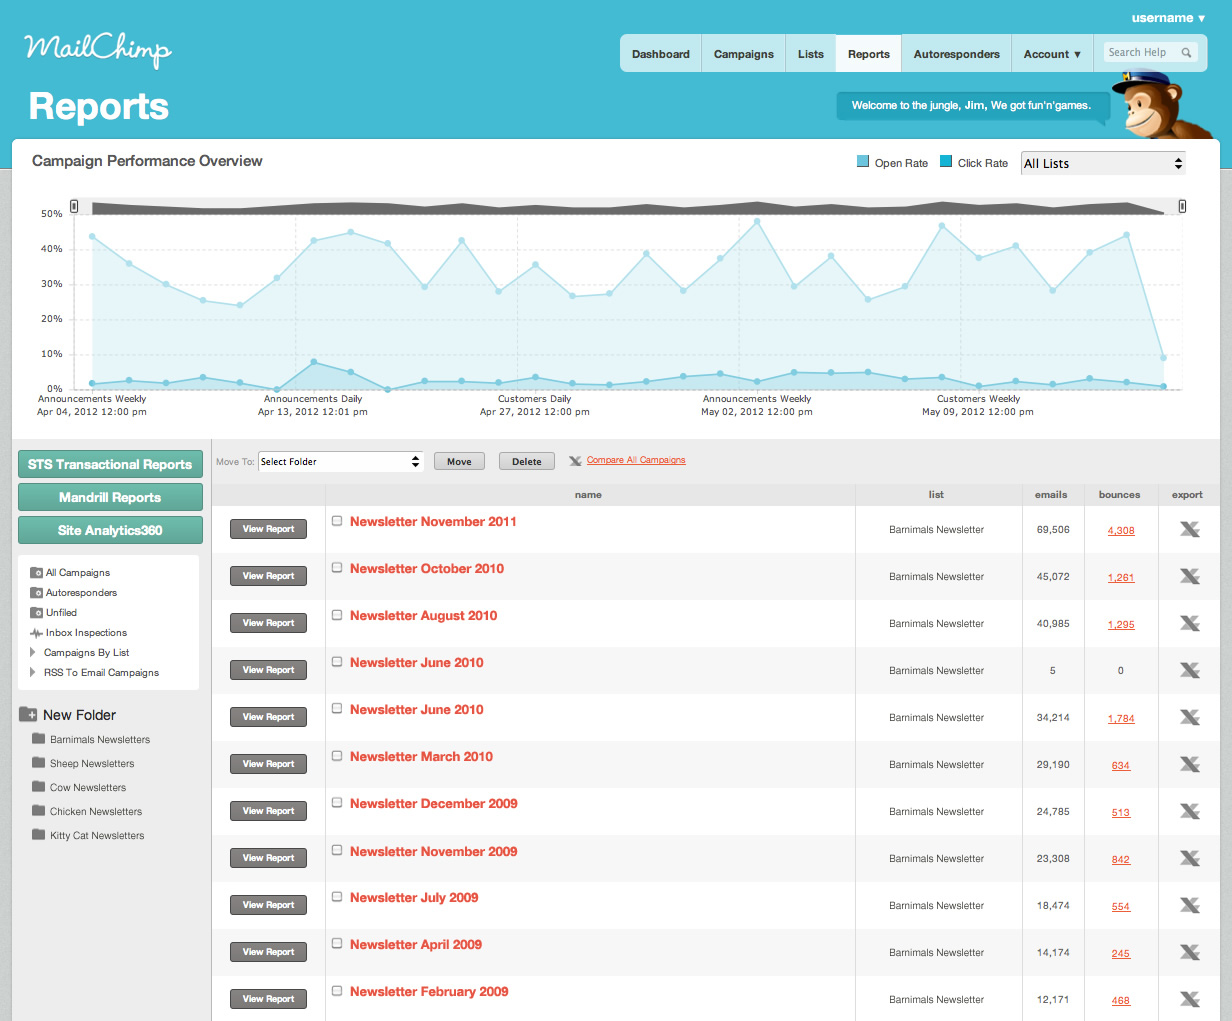 username ▼
MailChimp
Dashboard Campaigns Lists Reports Autoresponders Account ▼ Search Help
Reports
Welcome to the jungle, Jim, We got fun'n'games.
Campaign Performance Overview
Open Rate Click Rate All Lists
50%
40%
30%
20%
10%
0%
Announcements Weekly Announcements Daily Customers Daily Announcements Weekly Customers Weekly
Apr 04, 2012 12:00 pm Apr 13, 2012 12:01 pm Apr 27, 2012 12:00 pm May 02, 2012 12:00 pm May 09, 2012 12:00 pm
STS Transactional Reports
Mandrill Reports
Site Analytics360
All Campaigns
Autoresponders
Unfiled
Inbox Inspections
Campaigns By List
RSS To Email Campaigns
New Folder
Barnimals Newsletters
Sheep Newsletters
Cow Newsletters
Chicken Newsletters
Kitty Cat Newsletters
Move To: Select Folder Move Delete Compare All Campaigns
name list emails bounces export
View Report Newsletter November 2011 Barnimals Newsletter 69,506 4,308
View Report Newsletter October 2010 Barnimals Newsletter 45,072 1,261
View Report Newsletter August 2010 Barnimals Newsletter 40,985 1,295
View Report Newsletter June 2010 Barnimals Newsletter 5 0
View Report Newsletter June 2010 Barnimals Newsletter 34,214 1,784
View Report Newsletter March 2010 Barnimals Newsletter 29,190 634
View Report Newsletter December 2009 Barnimals Newsletter 24,785 513
View Report Newsletter November 2009 Barnimals Newsletter 23,308 842
View Report Newsletter July 2009 Barnimals Newsletter 18,474 554
View Report Newsletter April 2009 Barnimals Newsletter 14,174 245
View Report Newsletter February 2009 Barnimals Newsletter 12,171 468